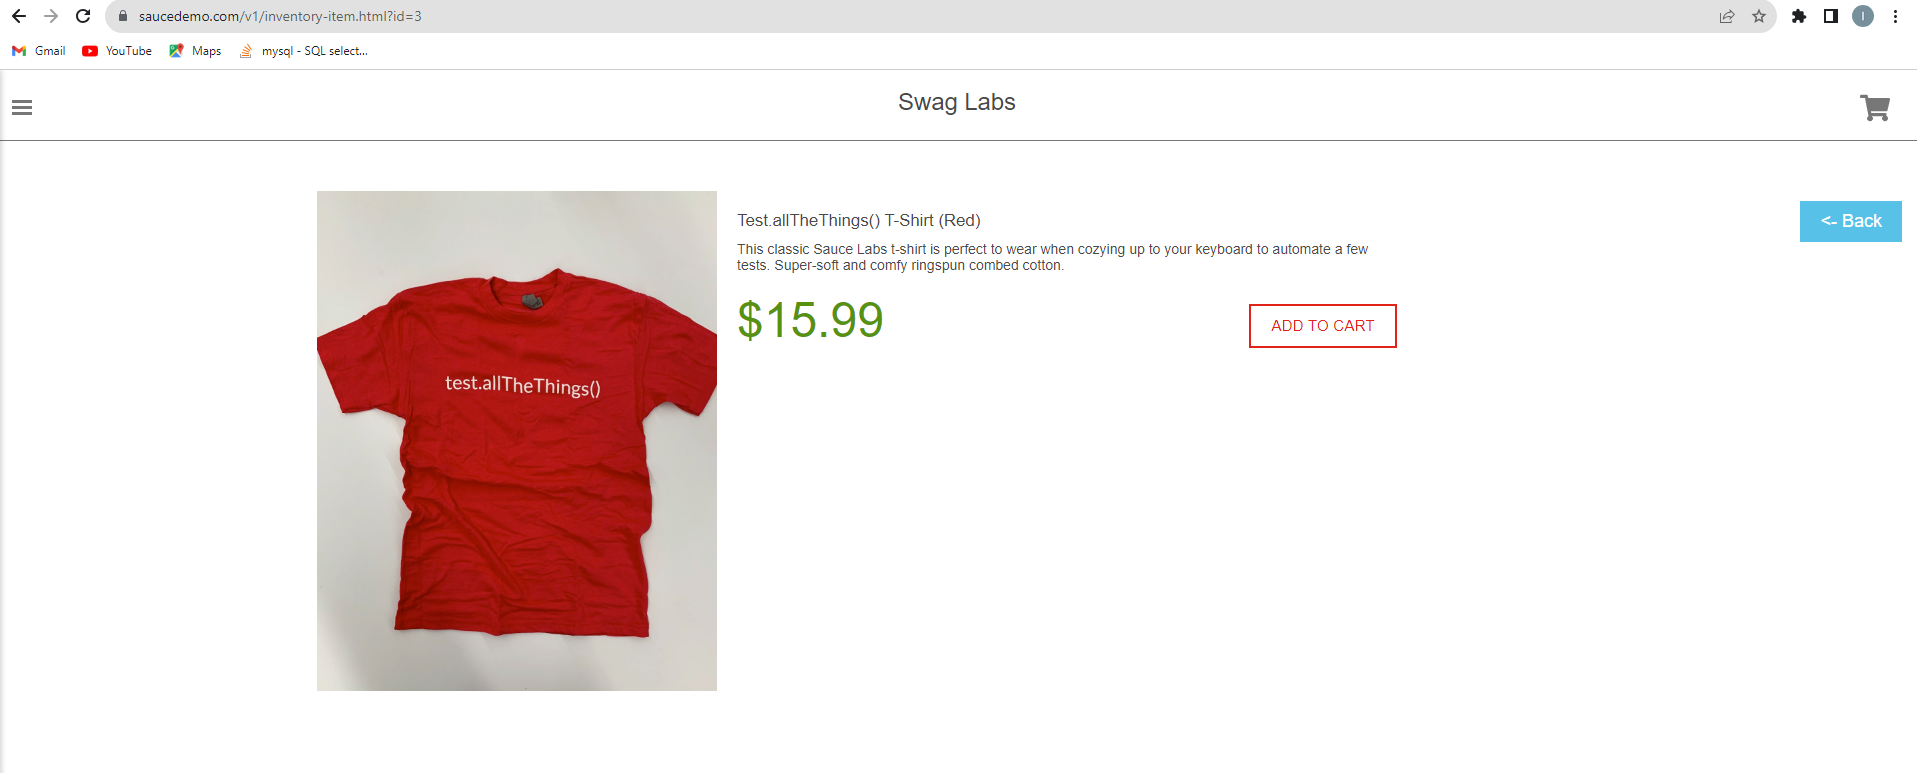 saucedemo.com/v1/inventory-item.html?id=3
I
Gmail
YouTube
Maps
mysql - SQL select...
Swag Labs
Test.allTheThings() T-Shirt (Red)
<- Back
This classic Sauce Labs t-shirt is perfect to wear when cozying up to your keyboard to automate a few
tests. Super-soft and comfy ringspun combed cotton.
$15.99
ADD TO CART
test.allTheThings()